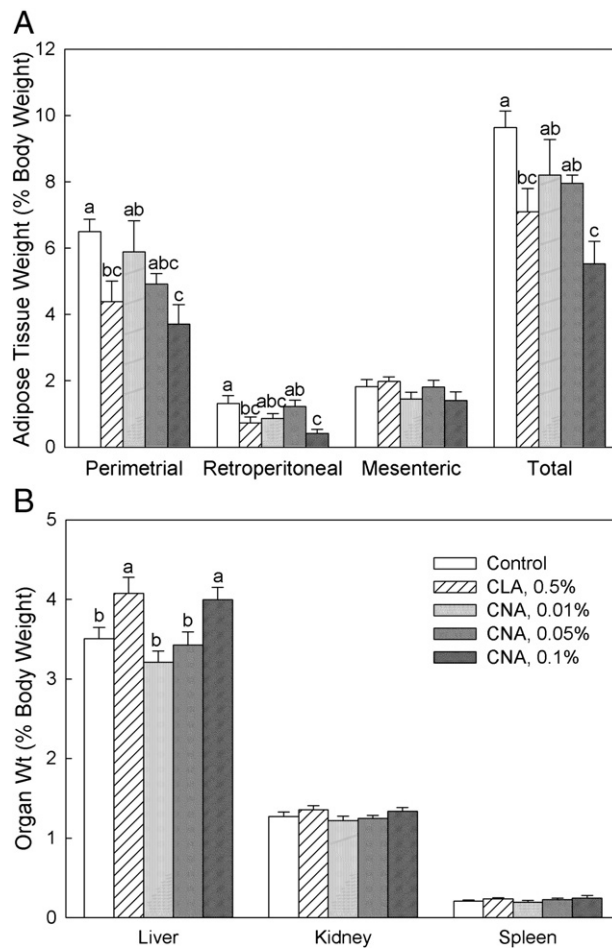 A
Adipose Tissue Weight (% Body Weight)
12
10
8
6
4
2
0
a
bc
ab
abc
c
a
bc
abc
ab
c
a
bc
ab
ab
c
Perimetrial Retroperitoneal Mesenteric Total
B
Organ Wt (% Body Weight)
5
4
3
2
1
0
b
a
b
b
a
Control
CLA, 0.5%
CNA, 0.01%
CNA, 0.05%
CNA, 0.1%
Liver Kidney Spleen